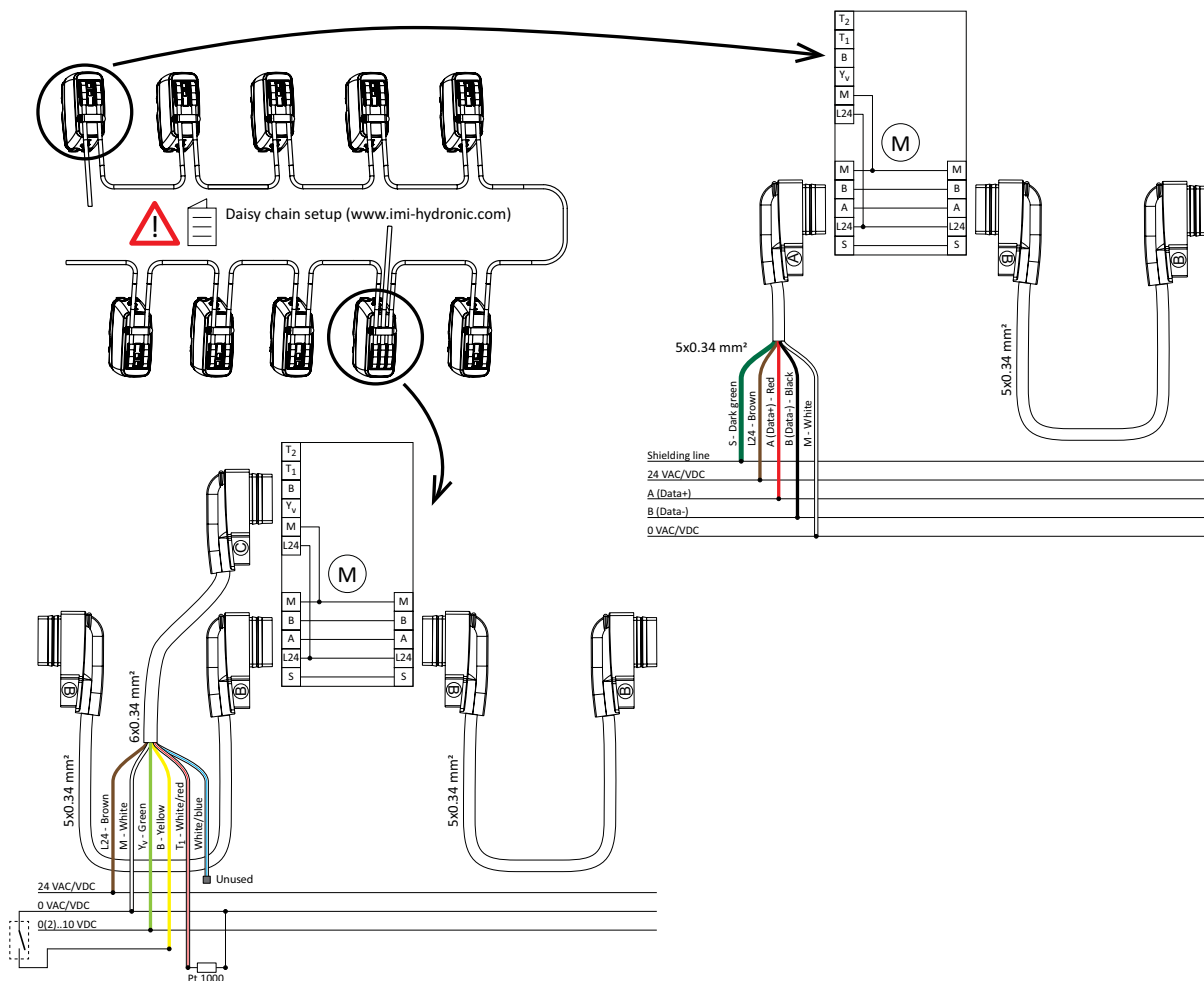 T2
T1
B
Yv
M
L24
M
M
B
A
L24
S
M
B
A
L24
S
A
B
B
! Daisy chain setup (www.imi-hydronic.com)
5x0.34 mm²
5x0.34 mm²
S - Dark green
L24 - Brown
A (Data+) - Red
B (Data-) - Black
M - White
Shielding line
24 VAC/VDC
A (Data+)
B (Data-)
0 VAC/VDC
T2
T1
B
Yv
M
L24
M
M
B
A
L24
S
M
B
A
L24
S
C
B
B
B
B
6x0.34 mm²
5x0.34 mm²
5x0.34 mm²
L24 - Brown
M - White
Yv - Green
B - Yellow
T1 - White/red
White/blue
Unused
24 VAC/VDC
0 VAC/VDC
0(2)..10 VDC
Pt 1000